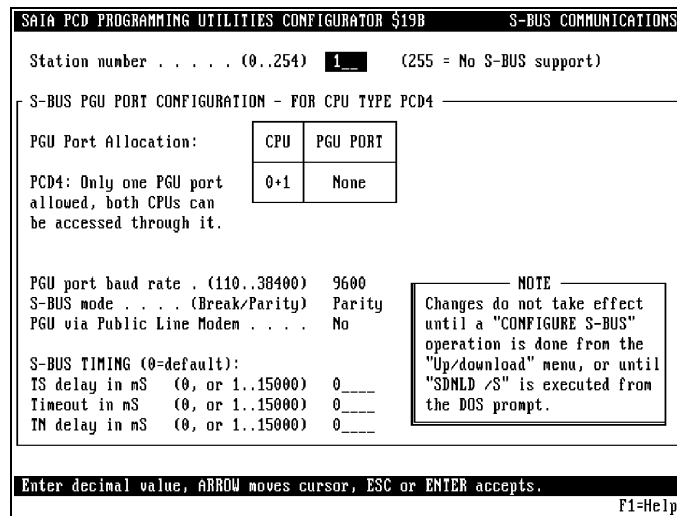 SAIA PCD PROGRAMMING UTILITIES CONFIGURATOR $19B S-BUS COMMUNICATIONS
Station number . . . . . (0..254) 1__ (255 = No S-BUS support)
S-BUS PGU PORT CONFIGURATION - FOR CPU TYPE PCD4
PGU Port Allocation:
CPU PGU PORT
PCD4: Only one PGU port
allowed, both CPUs can
be accessed through it.
0+1 None
PGU port baud rate . (110..38400) 9600
S-BUS mode . . . . (Break/Parity) Parity
PGU via Public Line Modem . . . . No
S-BUS TIMING (0=default):
TS delay in mS (0, or 1..15000) 0____
Timeout in mS (0, or 1..15000) 0____
TN delay in mS (0, or 1..15000) 0____
NOTE
Changes do not take effect
until a "CONFIGURE S-BUS"
operation is done from the
"Up/download" menu, or until
"SDNLD /S" is executed from
the DOS prompt.
Enter decimal value, ARROW moves cursor, ESC or ENTER accepts.
F1=Help